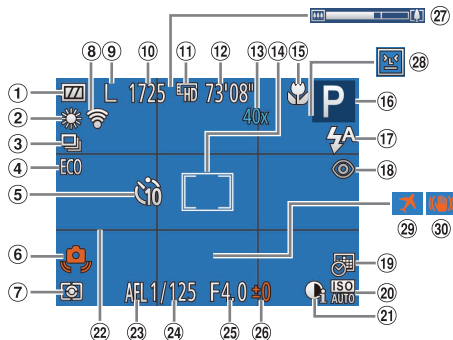 27
8 9 10 11 12 13 14 15
28
1 L 1725 HD 73'08" P 16
2 40x
3 A 17
4 ECO 18
5 10
29 30
6 19
7 AFL 1/125 F4.0 ±0 i ISO AUTO 20
22 23 24 25 26 21